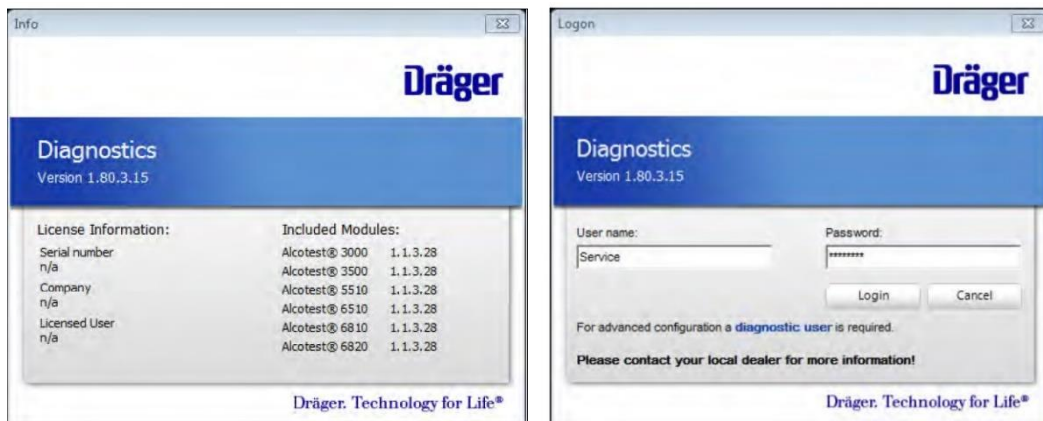 Info
Dräger
Diagnostics
Version 1.80.3.15
License Information:
Serial number
n/a
Company
n/a
Licensed User
n/a
Included Modules:
Alcotest® 3000 1.1.3.28
Alcotest® 3500 1.1.3.28
Alcotest® 5510 1.1.3.28
Alcotest® 6510 1.1.3.28
Alcotest® 6810 1.1.3.28
Alcotest® 6820 1.1.3.28
Dräger. Technology for Life®
Logon
Dräger
Diagnostics
Version 1.80.3.15
User name:
Service
Password:
********
Login Cancel
For advanced configuration a diagnostic user is required.
Please contact your local dealer for more information!
Dräger. Technology for Life®